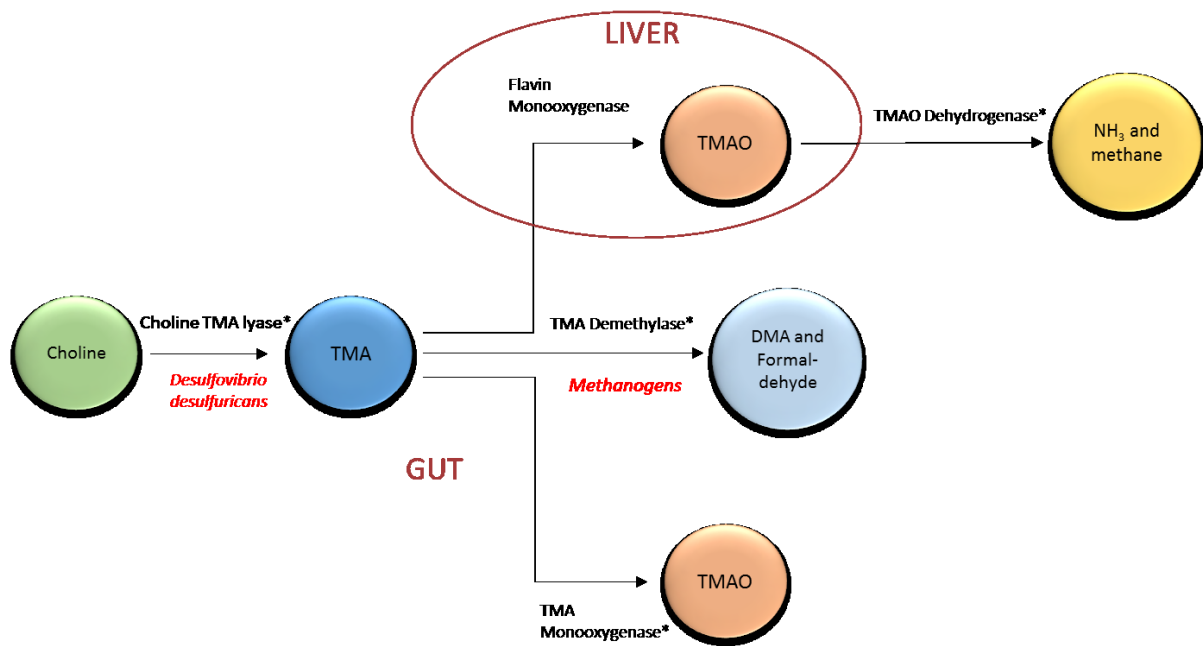 LIVER
Flavin
Monooxygenase
TMAO
TMAO Dehydrogenase*
NH₃ and
methane
Choline
Choline TMA lyase*
Desulfovibrio
desulfuricans
TMA
TMA Demethylase*
Methanogens
DMA and
Formal-
dehyde
GUT
TMA
Monooxygenase*
TMAO